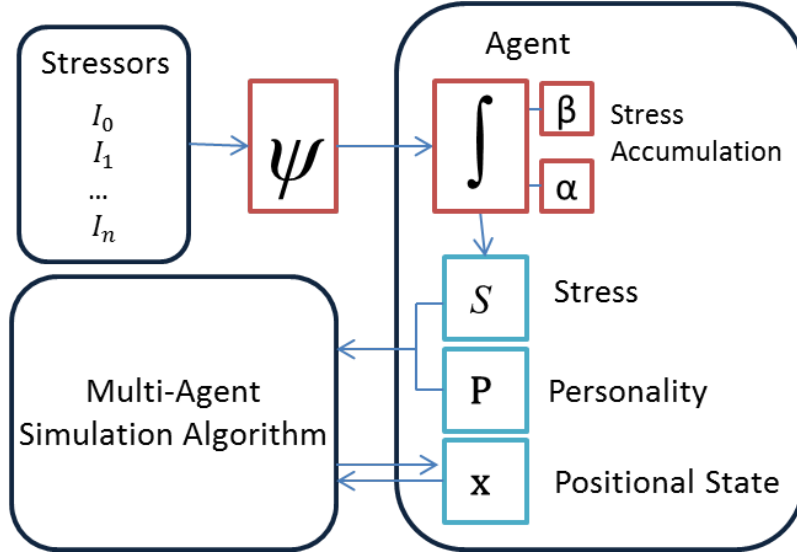 Stressors
I₀
I₁
...
Iₙ
ψ
Agent
∫
β
α
Stress
Accumulation
S
Stress
P
Personality
x
Positional State
Multi-Agent
Simulation Algorithm